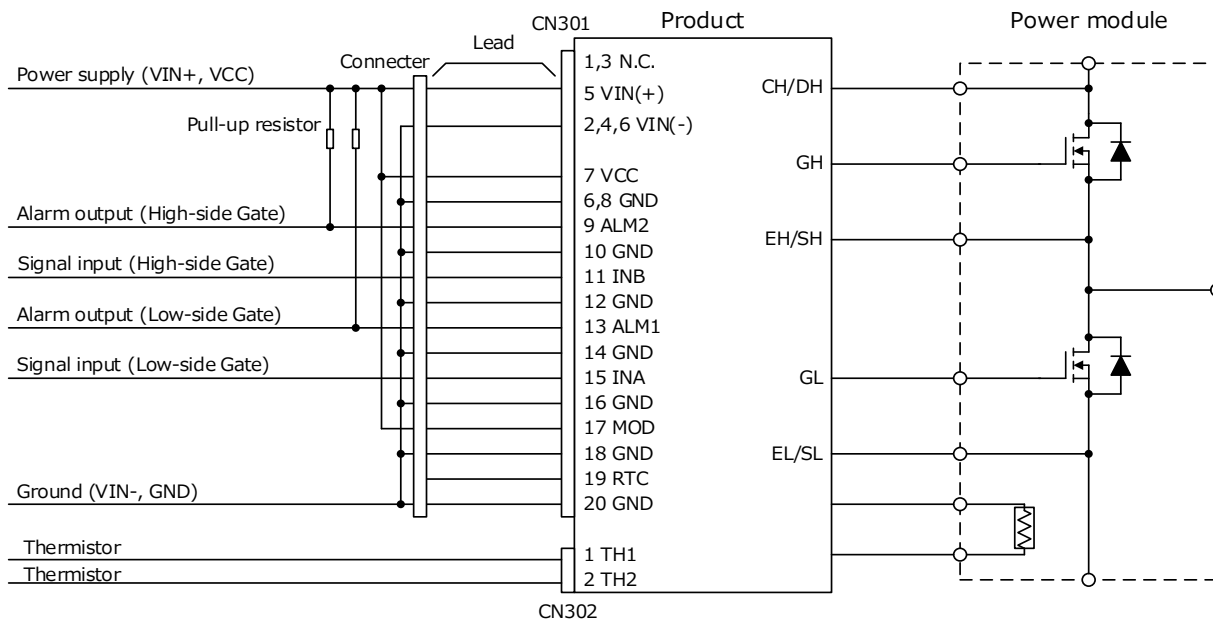 CN301
Product
Power module
Lead
Connecter
Power supply (VIN+, VCC)
Pull-up resistor
Alarm output (High-side Gate)
Signal input (High-side Gate)
Alarm output (Low-side Gate)
Signal input (Low-side Gate)
Ground (VIN-, GND)
Thermistor
Thermistor
1,3 N.C.
5 VIN(+)
2,4,6 VIN(-)
7 VCC
6,8 GND
9 ALM2
10 GND
11 INB
12 GND
13 ALM1
14 GND
15 INA
16 GND
17 MOD
18 GND
19 RTC
20 GND
1 TH1
2 TH2
CN302
CH/DH
GH
EH/SH
GL
EL/SL